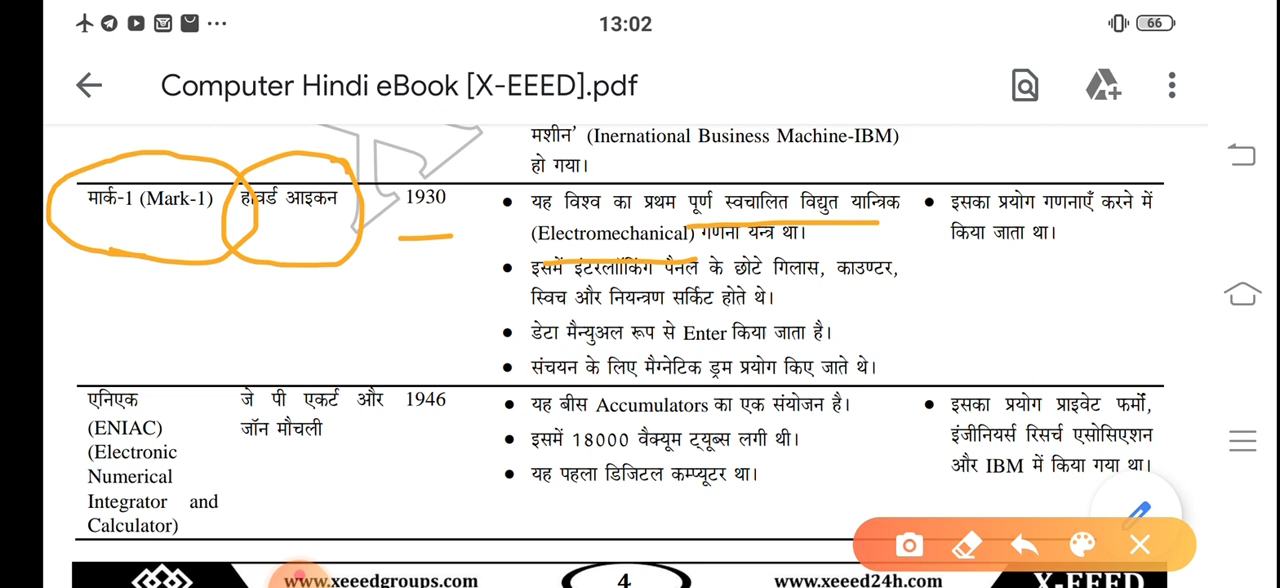 13:02
66
Computer Hindi eBook [X-EEED].pdf
मशीन’ (Inernational Business Machine-IBM)
हो गया।
मार्क-1 (Mark-1)
हावर्ड आइकन
1930
• यह विश्व का प्रथम पूर्ण स्वचालित विद्युत यान्त्रिक
(Electromechanical) गणना यन्त्र था।
• इसमें इंटरलॉकिंग पैनल के छोटे गिलास, काउण्टर,
स्विच और नियन्त्रण सर्किट होते थे।
• डेटा मैन्युअल रूप से Enter किया जाता है।
• संचयन के लिए मैग्नेटिक ड्रम प्रयोग किए जाते थे।
• इसका प्रयोग गणनाएँ करने में
किया जाता था।
एनिएक
(ENIAC)
(Electronic
Numerical
Integrator and
Calculator)
जे पी एकर्ट और
जॉन मौचली
1946
• यह बीस Accumulators का एक संयोजन है।
• इसमें 18000 वैक्यूम ट्यूब्स लगी थी।
• यह पहला डिजिटल कम्प्यूटर था।
• इसका प्रयोग प्राइवेट फर्मों,
इंजीनियर्स रिसर्च एसोसिएशन
और IBM में किया गया था।
www.xeeedgroups.com
4
www.xeeed24h.com
X-EEED